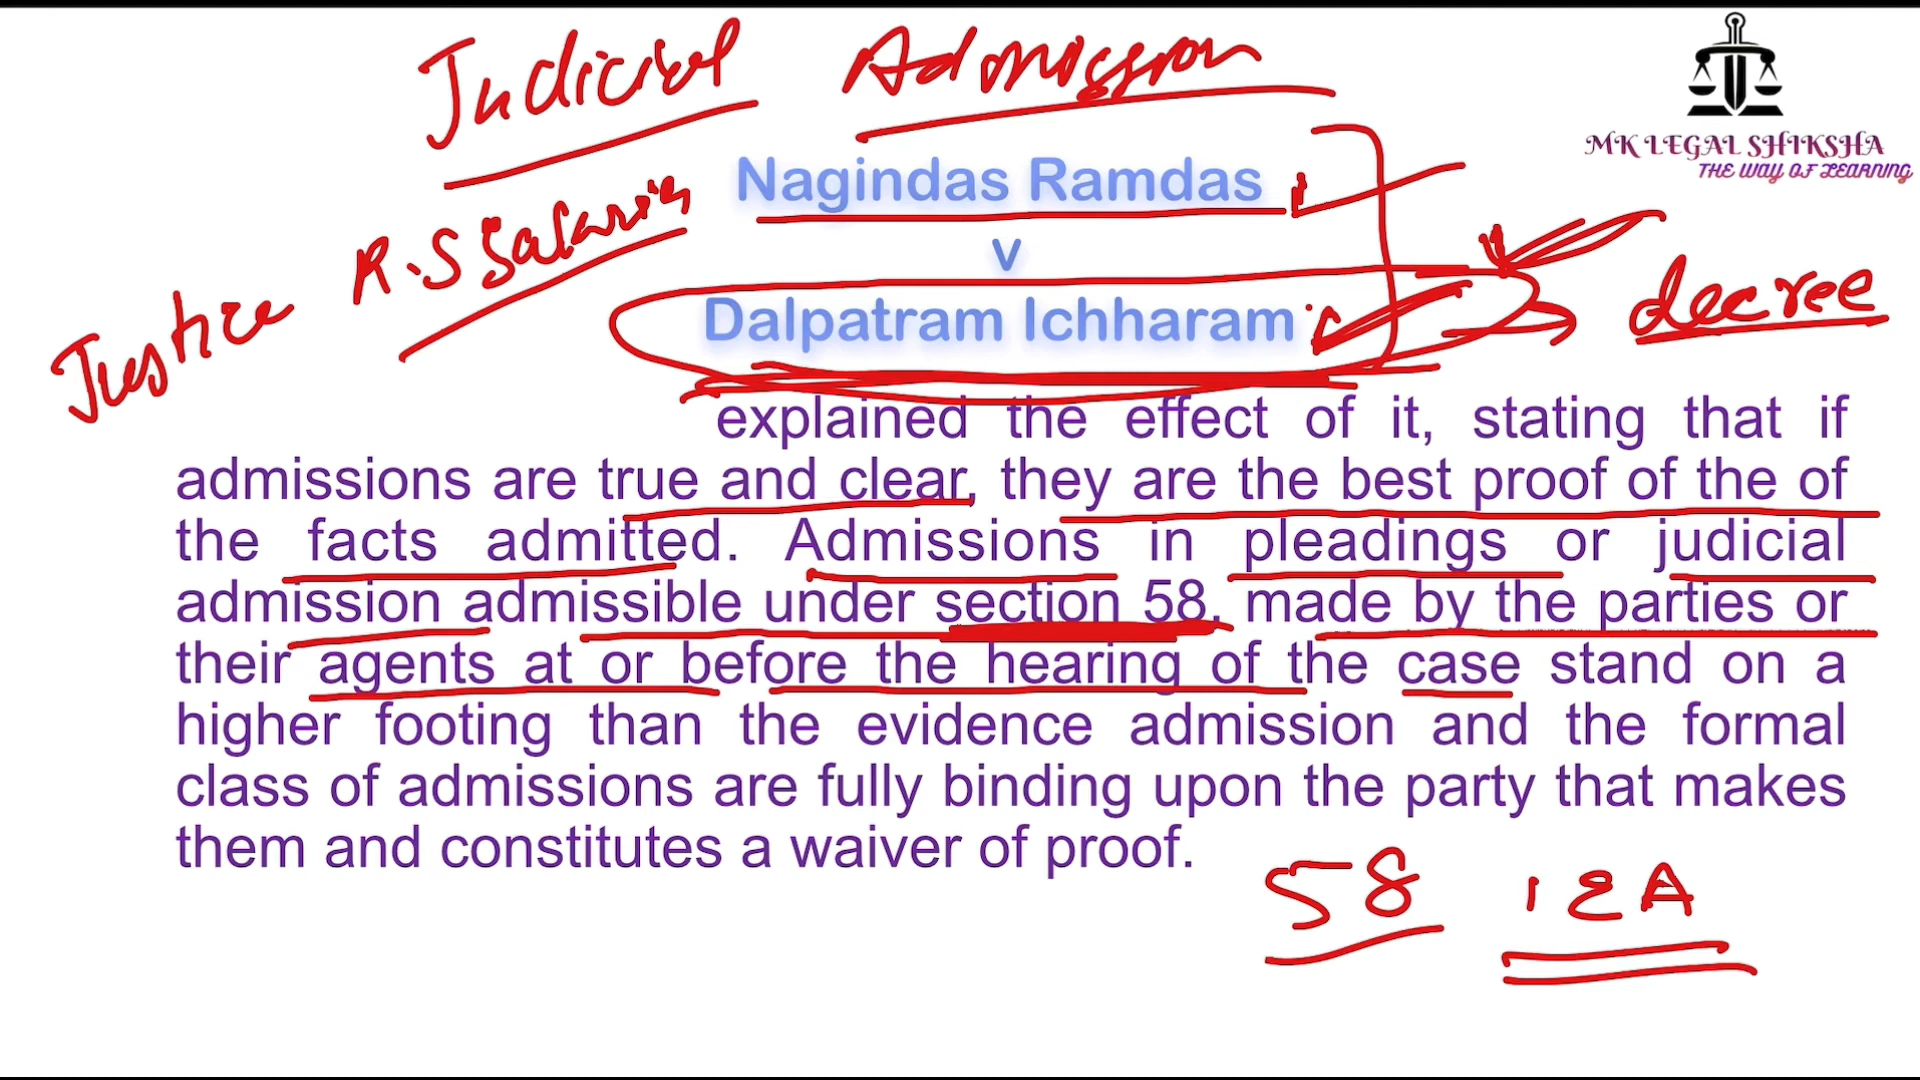 Judicial Admission
MK LEGAL SHIKSHA
THE WAY OF LEARNING
Nagindas Ramdas
v
Justice R.S
Dalpatram Ichharam
decree
explained the effect of it, stating that if
admissions are true and clear, they are the best proof of the of
the facts admitted. Admissions in pleadings or judicial
admission admissible under section 58, made by the parties or
their agents at or before the hearing of the case stand on a
higher footing than the evidence admission and the formal
class of admissions are fully binding upon the party that makes
them and constitutes a waiver of proof.
58 IEA